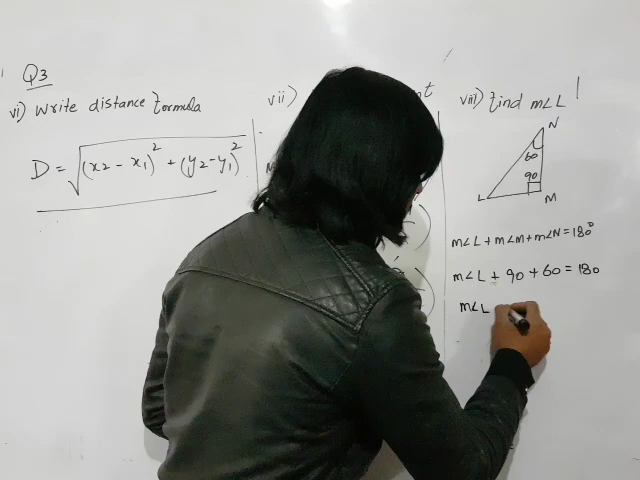 Q3
vi) Write distance Formula
D = √(x2 - x1)² + (y2 - y1)²
vii)
viii) Find m∠L
N
60
90
L
M
m∠L + m∠M + m∠N = 180°
m∠L + 90 + 60 = 180
m∠L